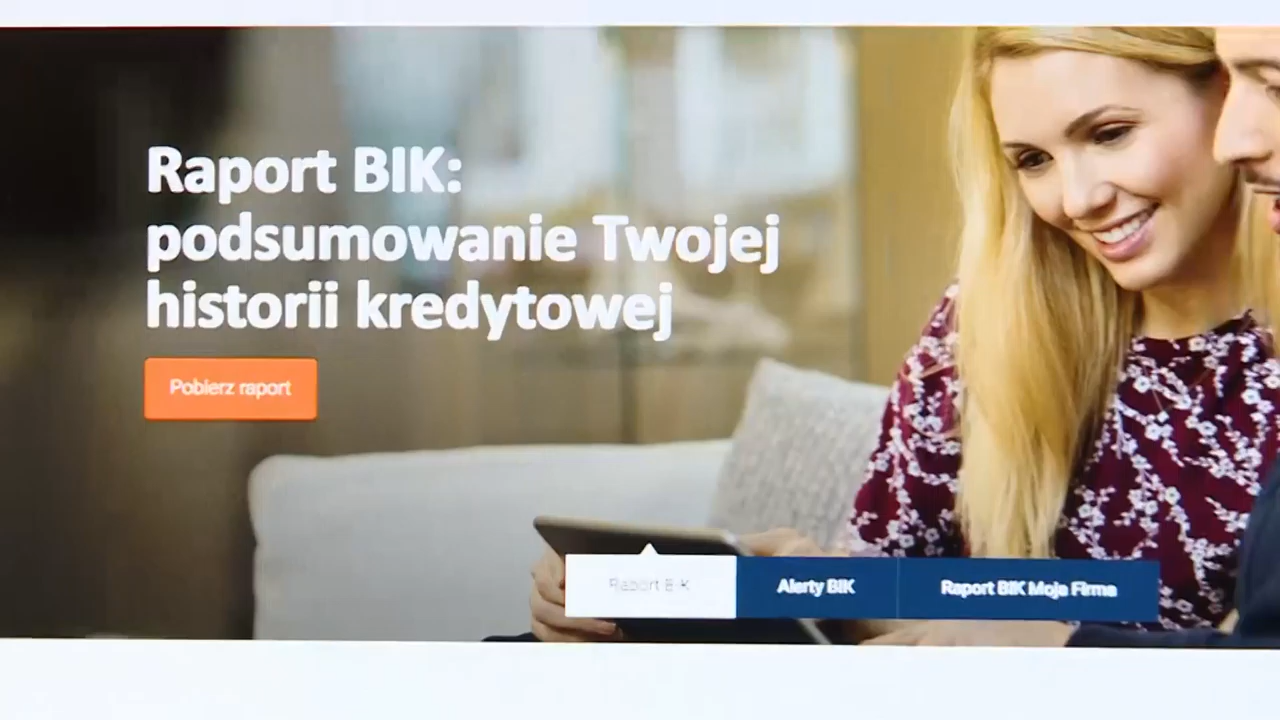 Raport BIK:
podsumowanie Twojej
historii kredytowej
Pobierz raport
Raport BIK
Alerty BIK
Raport BIK Moja Firma